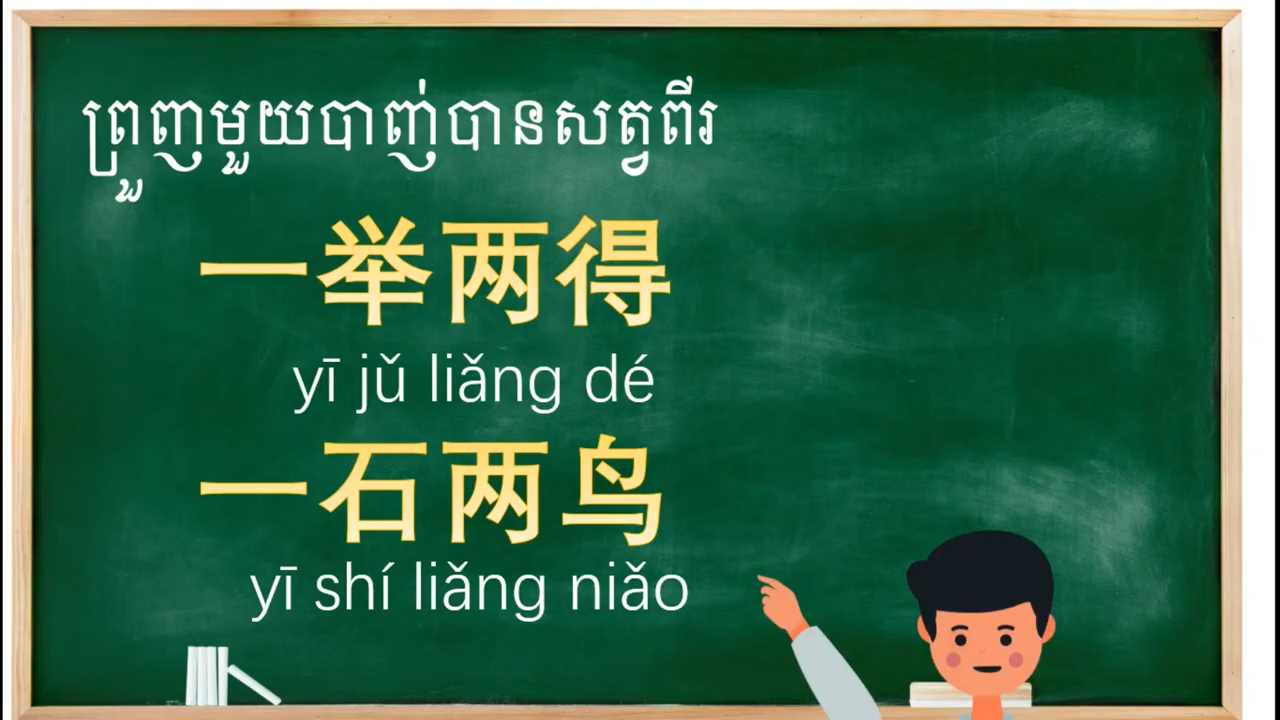 ព្រួញមួយបាញ់បានសត្វពីរ
一举两得
yī jǔ liǎng dé
一石两鸟
yī shí liǎng niǎo